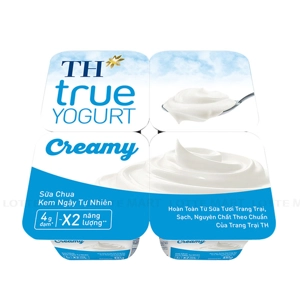 TH
true
YOGURT
Creamy
Sữa Chua
Kem Ngậy Tự Nhiên
4g
đạm*
X2 năng
lượng**
Hoàn Toàn Từ Sữa Tươi Trang Trại,
Sạch, Nguyên Chất Theo Chuẩn
Của Trang Trại TH
Creamy
Creamy